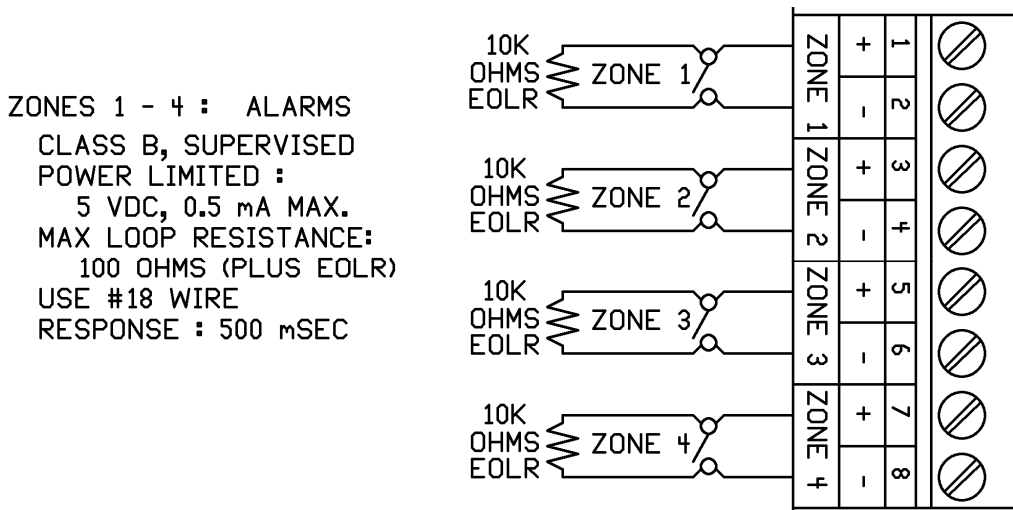 ZONES 1 - 4 : ALARMS
CLASS B, SUPERVISED
POWER LIMITED :
5 VDC, 0.5 mA MAX.
MAX LOOP RESISTANCE:
100 OHMS (PLUS EOLR)
USE #18 WIRE
RESPONSE : 500 mSEC
10K
OHMS
EOLR
ZONE 1
ZONE 1
+ 1
- 2
10K
OHMS
EOLR
ZONE 2
ZONE 2
+ 3
- 4
10K
OHMS
EOLR
ZONE 3
ZONE 3
+ 5
- 6
10K
OHMS
EOLR
ZONE 4
ZONE 4
+ 7
- 8